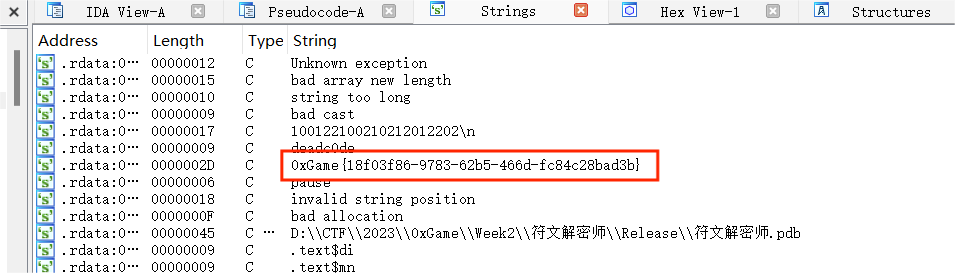 IDA View-A Pseudocode-A Strings Hex View-1 Structures
Address Length Type String
.rdata:0… 00000012 C Unknown exception
.rdata:0… 00000015 C bad array new length
.rdata:0… 00000010 C string too long
.rdata:0… 00000009 C bad cast
.rdata:0… 00000017 C 100122100210212012202\n
.rdata:0… 00000009 C deadc0de
.rdata:0… 0000002D C 0xGame{18f03f86-9783-62b5-466d-fc84c28bad3b}
.rdata:0… 00000006 C pause
.rdata:0… 00000018 C invalid string position
.rdata:0… 0000000F C bad allocation
.rdata:0… 00000045 C … D:\\CTF\\2023\\0xGame\\Week2\\符文解密师\\Release\\符文解密师.pdb
.rdata:0… 00000009 C .text$di
.rdata:0… 00000009 C .text$mn